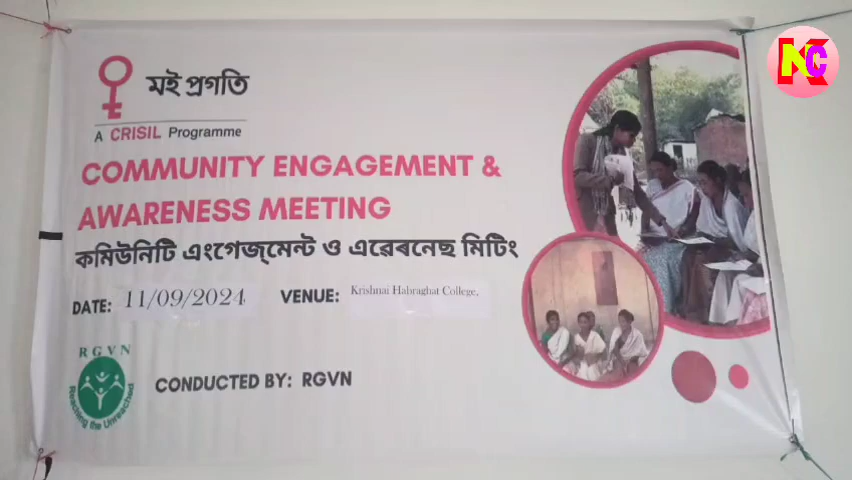 মই প্ৰগতি
A CRISIL Programme
COMMUNITY ENGAGEMENT &
AWARENESS MEETING
কমিউনিটি এংগেজ্মেন্ট ও এৱেৰনেছ মিটিং
DATE: 11/09/2024 VENUE: Krishnai Habraghat College,
RGVN
Reaching the Unreached
CONDUCTED BY: RGVN
KNC